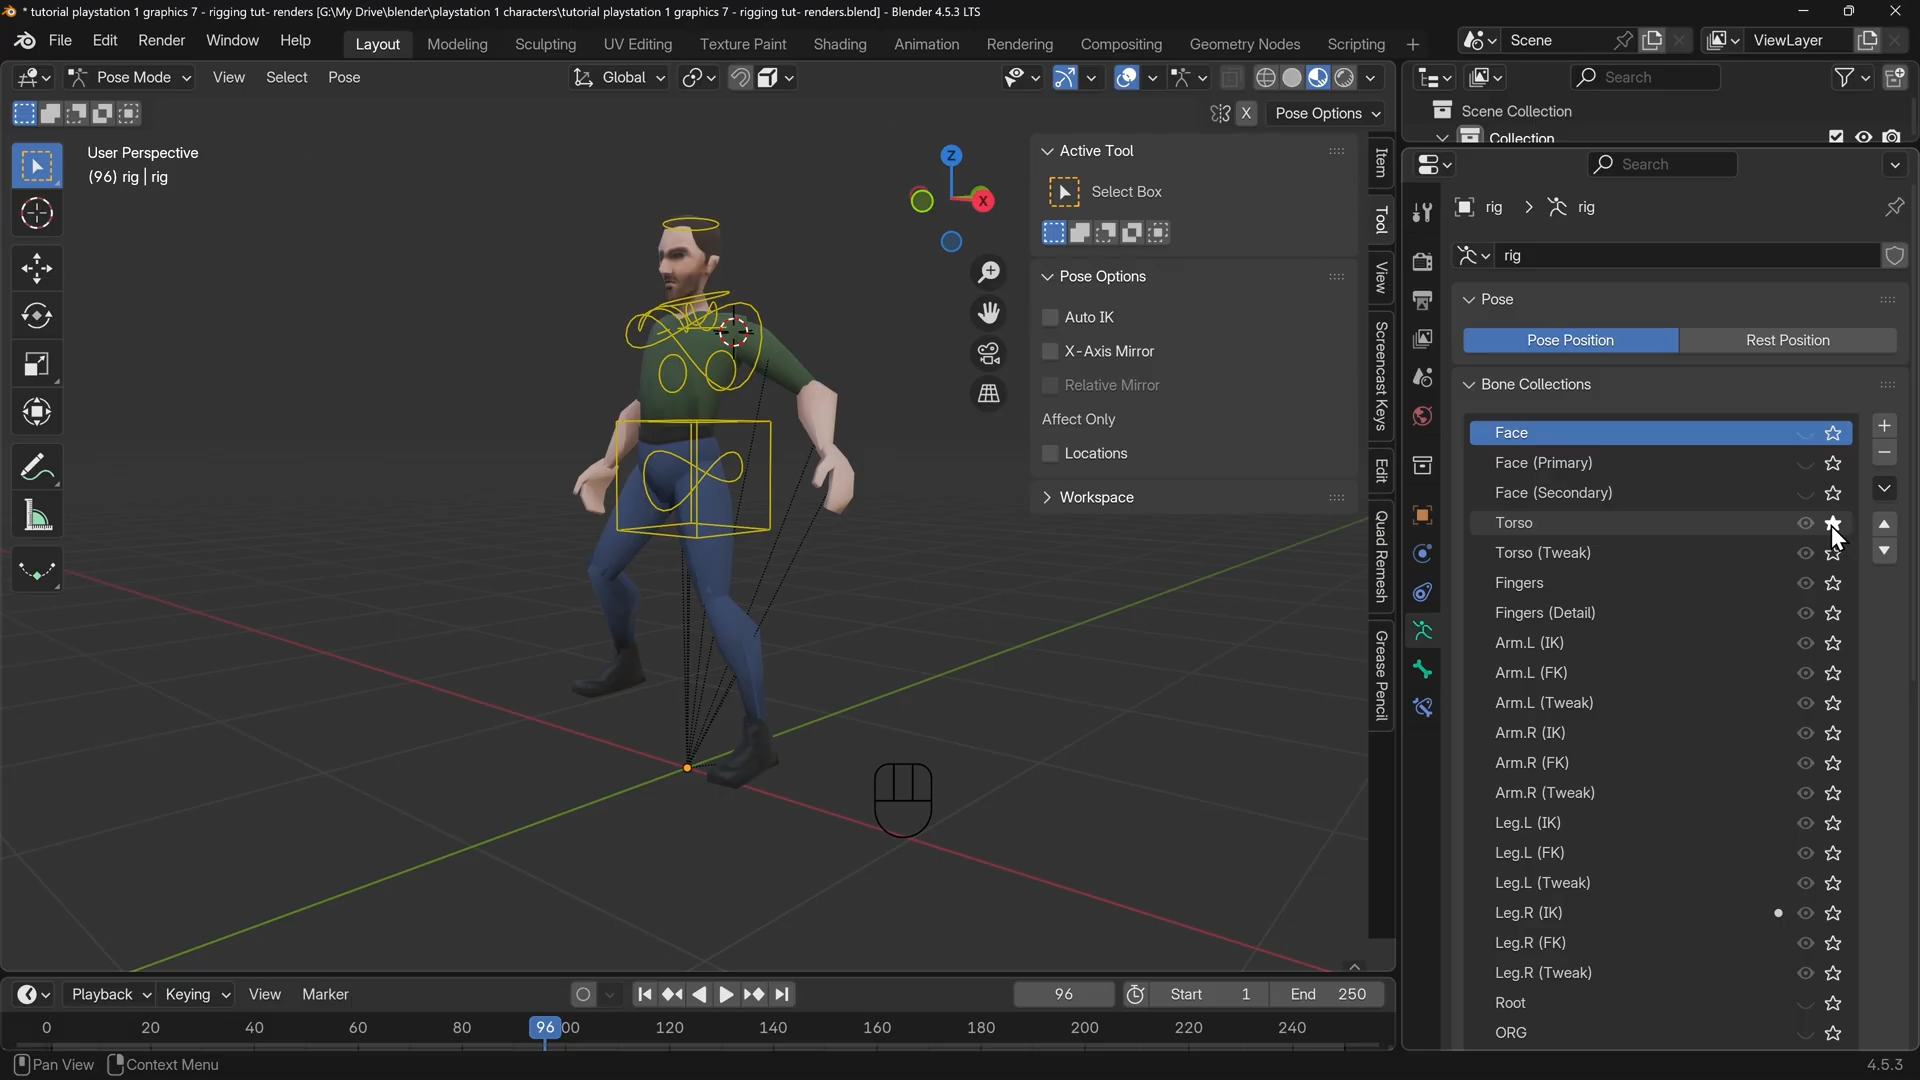 * tutorial playstation 1 graphics 7 - rigging tut- renders [G:\My Drive\blender\playstation 1 characters\tutorial playstation 1 graphics 7 - rigging tut- renders.blend] - Blender 4.5.3 LTS
File Edit Render Window Help Layout Modeling Sculpting UV Editing Texture Paint Shading Animation Rendering Compositing Geometry Nodes Scripting + Scene ViewLayer
Pose Mode View Select Pose Global Search
X Pose Options Scene Collection
Collection
User Perspective
(96) rig | rig
Z
X
Active Tool
Select Box
Pose Options
Auto IK
X-Axis Mirror
Relative Mirror
Affect Only
Locations
Workspace
Item
Tool
View
Screencast Keys
Edit
Quad Remesh
Grease Pencil
Search
rig > rig
rig
Pose
Pose Position Rest Position
Bone Collections
Face
Face (Primary)
Face (Secondary)
Torso
Torso (Tweak)
Fingers
Fingers (Detail)
Arm.L (IK)
Arm.L (FK)
Arm.L (Tweak)
Arm.R (IK)
Arm.R (FK)
Arm.R (Tweak)
Leg.L (IK)
Leg.L (FK)
Leg.L (Tweak)
Leg.R (IK)
Leg.R (FK)
Leg.R (Tweak)
Root
ORG
Playback Keying View Marker 96 Start 1 End 250
0 20 40 60 80 96 00 120 140 160 180 200 220 240
Pan View Context Menu 4.5.3